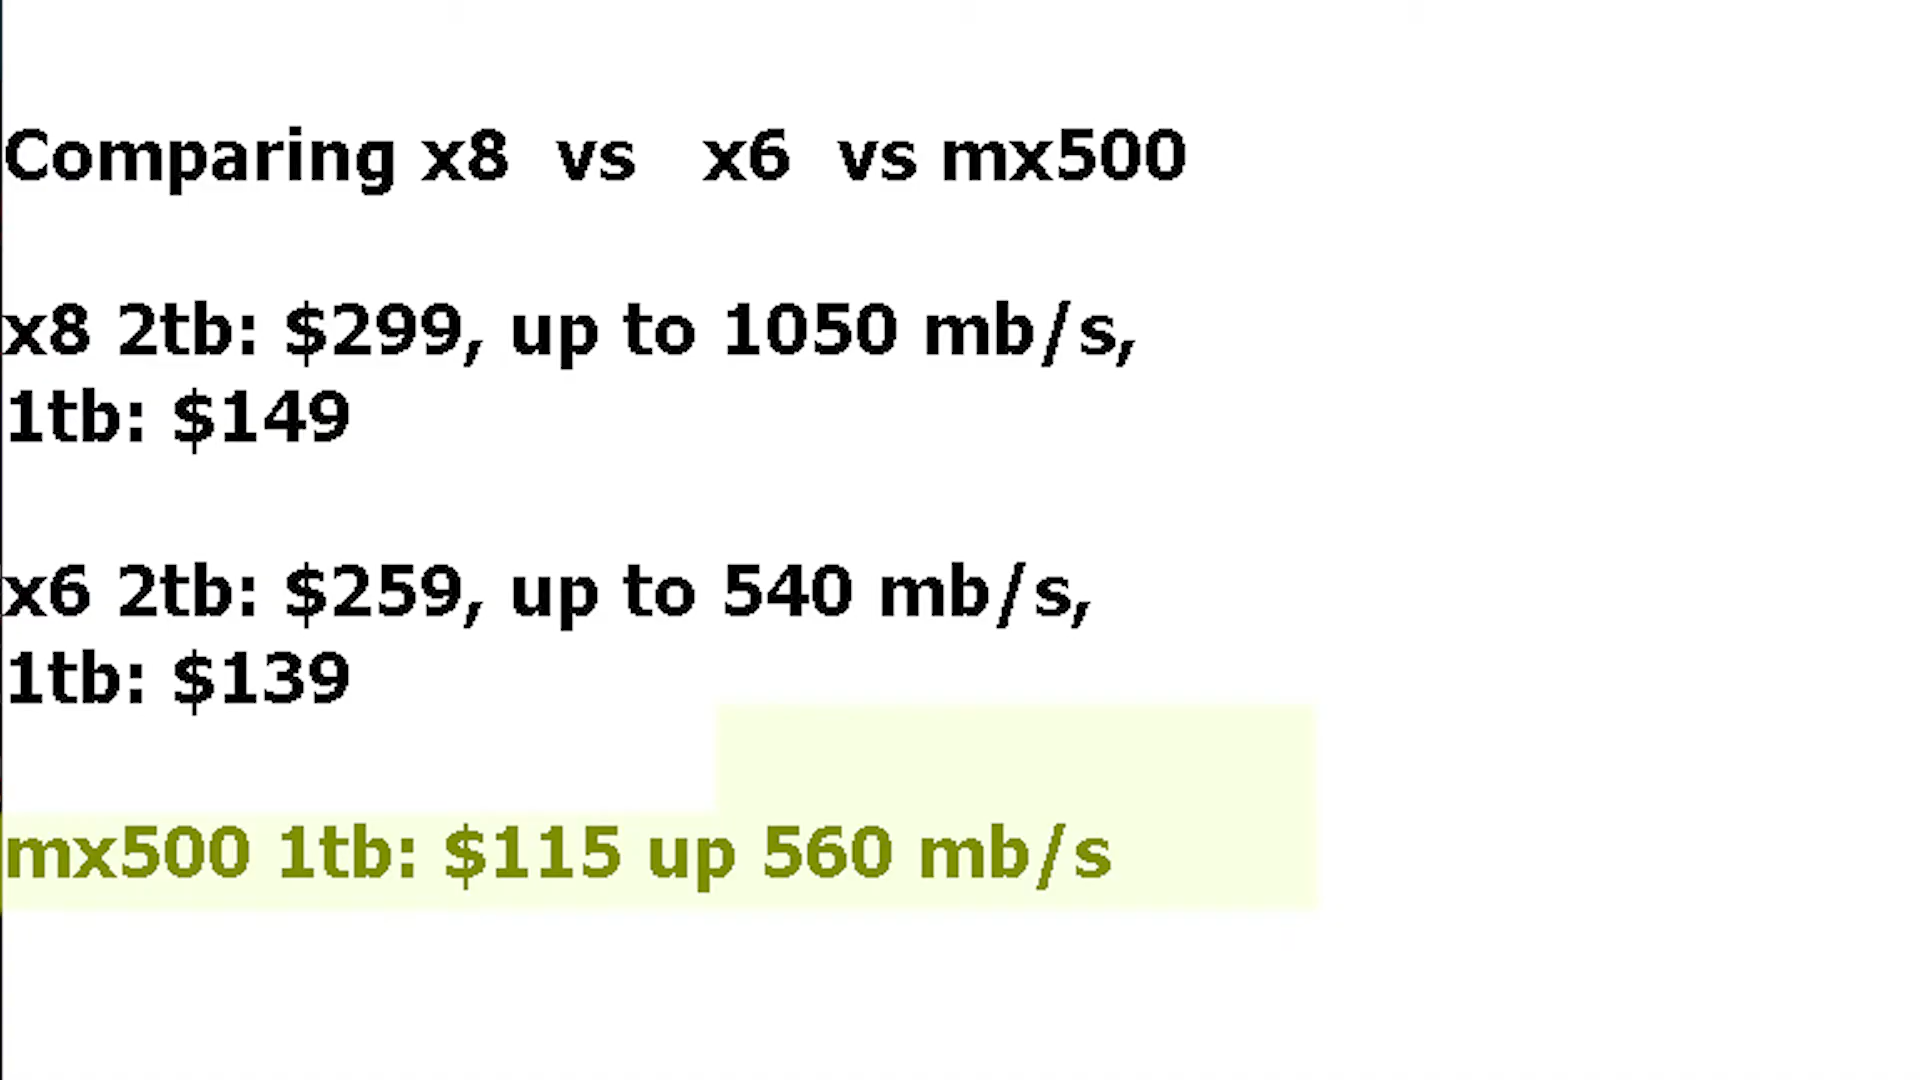 Comparing x8 vs x6 vs mx500
x8 2tb: $299, up to 1050 mb/s,
1tb: $149
x6 2tb: $259, up to 540 mb/s,
1tb: $139
mx500 1tb: $115 up 560 mb/s